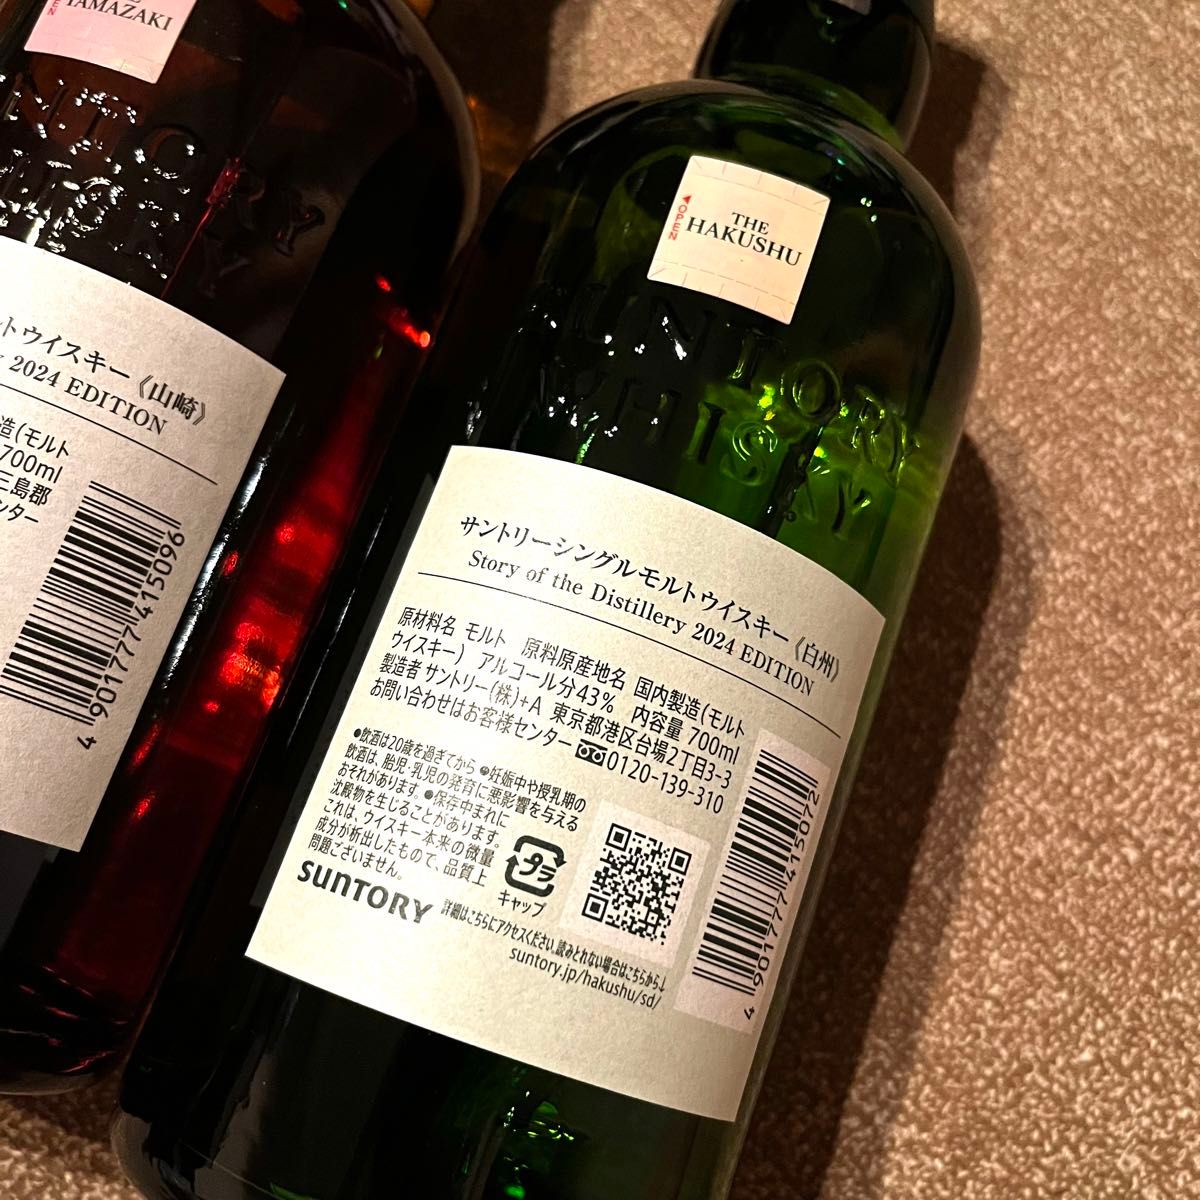 OPEN
YAMAZAKI
NTORY
トウイスキー《山崎》
2024 EDITION
造(モルト
700ml
三島郡
ンター
4 901777 415096
OPEN
THE
HAKUSHU
SUNTORY
WHISKY
サントリーシングルモルトウイスキー《白州》
Story of the Distillery 2024 EDITION
原材料名 モルト 原料原産地名 国内製造(モルト
ウイスキー) アルコール分43% 内容量 700ml
製造者 サントリー(株)+A 東京都港区台場2丁目3-3
お問い合わせはお客様センター 0120-139-310
●飲酒は20歳を過ぎてから ●妊娠中や授乳期の
飲酒は、胎児・乳児の発育に悪影響を与える
おそれがあります。●保存中まれに
沈殿物を生じることがあります。
これは、ウイスキー本来の微量
成分が析出したもので、品質上
問題ございません。
プラ
キャップ
SUNTORY
詳細はこちらにアクセスください。読みとれない場合はこちらから↓
suntory.jp/hakushu/sd/
4 901777 415072